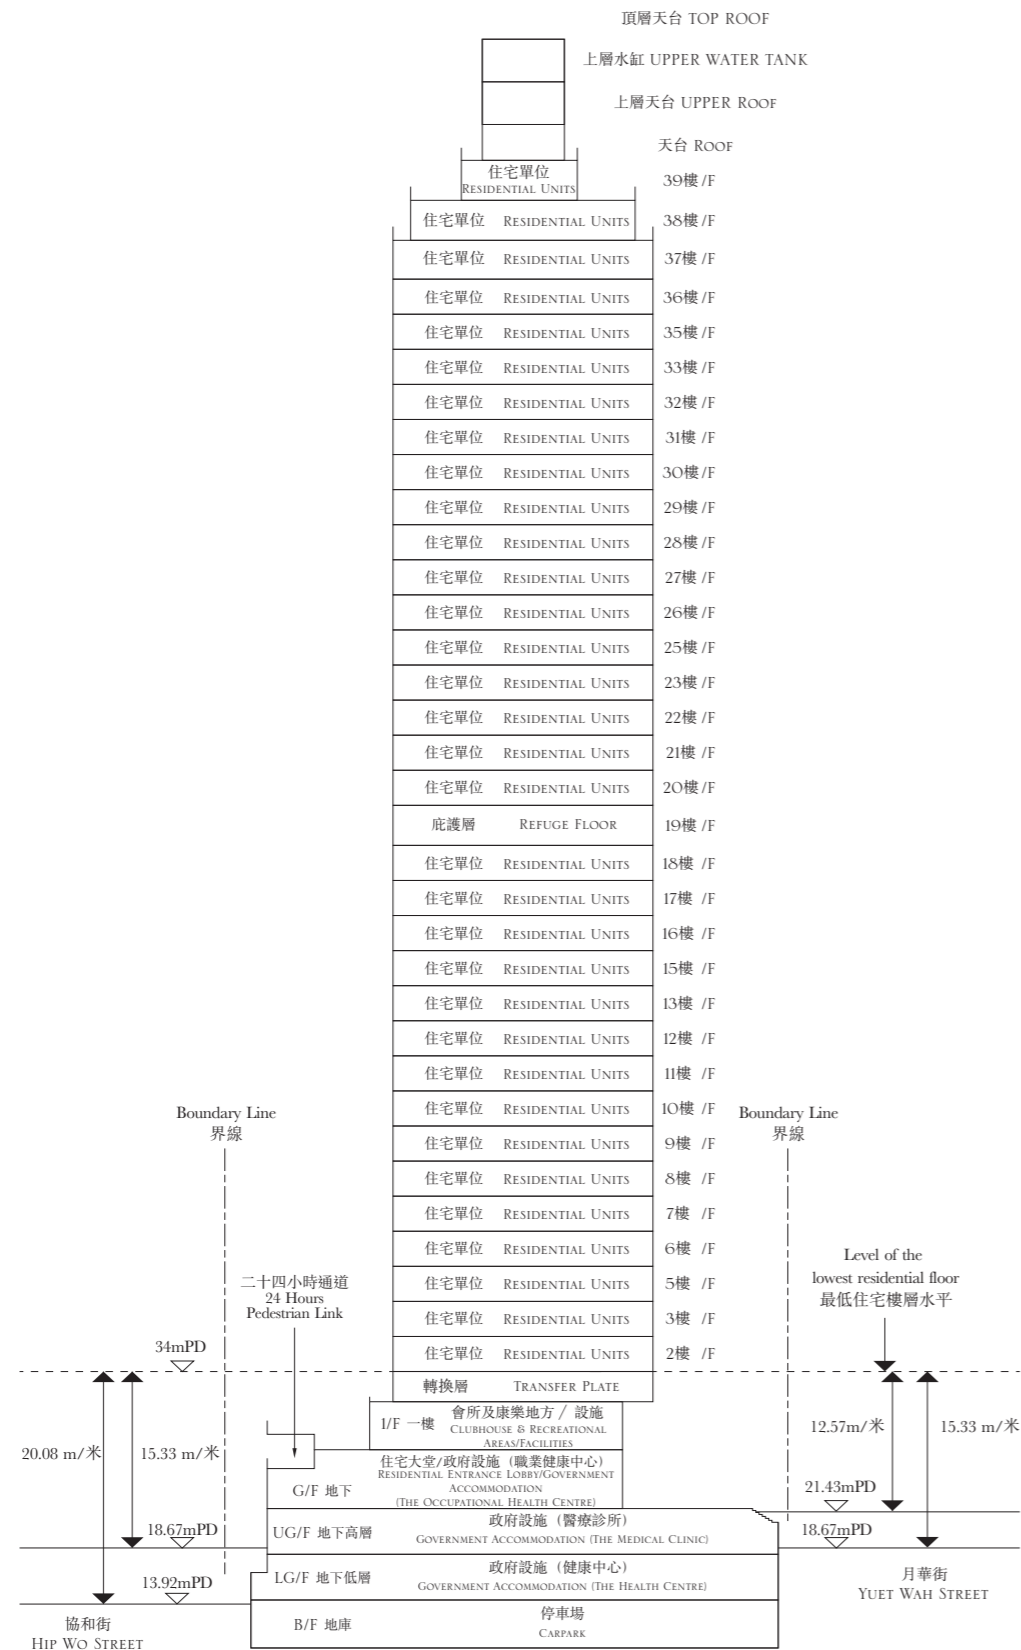 頂層天台 TOP ROOF
上層水缸 UPPER WATER TANK
上層天台 UPPER ROOF
天台 ROOF
住宅單位
RESIDENTIAL UNITS
39樓 /F
住宅單位 RESIDENTIAL UNITS 38樓 /F
住宅單位 RESIDENTIAL UNITS 37樓 /F
住宅單位 RESIDENTIAL UNITS 36樓 /F
住宅單位 RESIDENTIAL UNITS 35樓 /F
住宅單位 RESIDENTIAL UNITS 33樓 /F
住宅單位 RESIDENTIAL UNITS 32樓 /F
住宅單位 RESIDENTIAL UNITS 31樓 /F
住宅單位 RESIDENTIAL UNITS 30樓 /F
住宅單位 RESIDENTIAL UNITS 29樓 /F
住宅單位 RESIDENTIAL UNITS 28樓 /F
住宅單位 RESIDENTIAL UNITS 27樓 /F
住宅單位 RESIDENTIAL UNITS 26樓 /F
住宅單位 RESIDENTIAL UNITS 25樓 /F
住宅單位 RESIDENTIAL UNITS 23樓 /F
住宅單位 RESIDENTIAL UNITS 22樓 /F
住宅單位 RESIDENTIAL UNITS 21樓 /F
住宅單位 RESIDENTIAL UNITS 20樓 /F
庇護層 REFUGE FLOOR 19樓 /F
住宅單位 RESIDENTIAL UNITS 18樓 /F
住宅單位 RESIDENTIAL UNITS 17樓 /F
住宅單位 RESIDENTIAL UNITS 16樓 /F
住宅單位 RESIDENTIAL UNITS 15樓 /F
住宅單位 RESIDENTIAL UNITS 13樓 /F
住宅單位 RESIDENTIAL UNITS 12樓 /F
住宅單位 RESIDENTIAL UNITS 11樓 /F
住宅單位 RESIDENTIAL UNITS 10樓 /F
住宅單位 RESIDENTIAL UNITS 9樓 /F
住宅單位 RESIDENTIAL UNITS 8樓 /F
住宅單位 RESIDENTIAL UNITS 7樓 /F
住宅單位 RESIDENTIAL UNITS 6樓 /F
住宅單位 RESIDENTIAL UNITS 5樓 /F
住宅單位 RESIDENTIAL UNITS 3樓 /F
住宅單位 RESIDENTIAL UNITS 2樓 /F
Boundary Line
界線
Boundary Line
界線
二十四小時通道
24 Hours
Pedestrian Link
Level of the
lowest residential floor
最低住宅樓層水平
34mPD
轉換層 TRANSFER PLATE
1/F 一樓
會所及康樂地方 / 設施
CLUBHOUSE & RECREATIONAL
AREAS/FACILITIES
20.08 m/米
15.33 m/米
12.57m/米
15.33 m/米
G/F 地下
住宅大堂/政府設施（職業健康中心）
RESIDENTIAL ENTRANCE LOBBY/GOVERNMENT
ACCOMMODATION
(THE OCCUPATIONAL HEALTH CENTRE)
21.43mPD
18.67mPD
UG/F 地下高層
政府設施（醫療診所）
GOVERNMENT ACCOMMODATION (THE MEDICAL CLINIC)
18.67mPD
13.92mPD
LG/F 地下低層
政府設施（健康中心）
GOVERNMENT ACCOMMODATION (THE HEALTH CENTRE)
月華街
YUET WAH STREET
B/F 地庫
停車場
CARPARK
協和街
HIP WO STREET